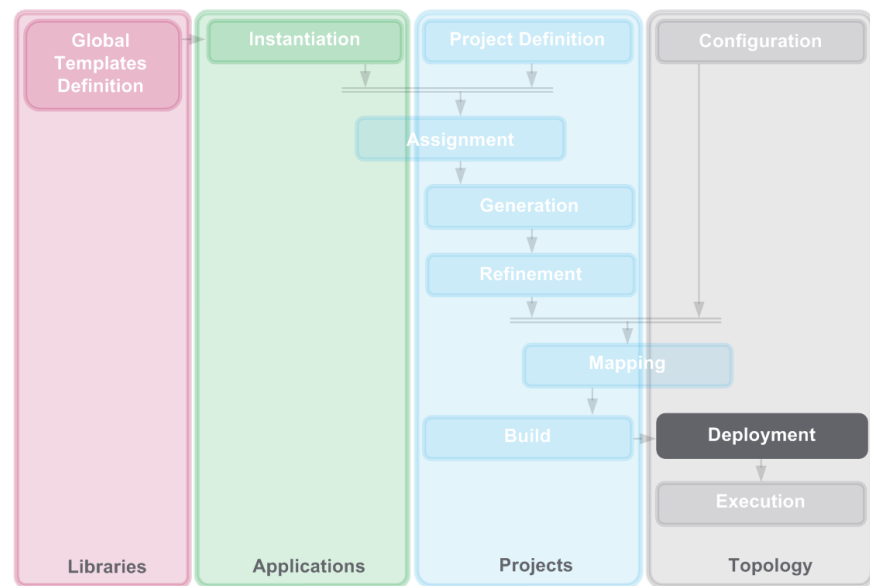 Global
Templates
Definition
Instantiation
Project Definition
Configuration
Assignment
Generation
Refinement
Mapping
Build
Deployment
Execution
Libraries
Applications
Projects
Topology